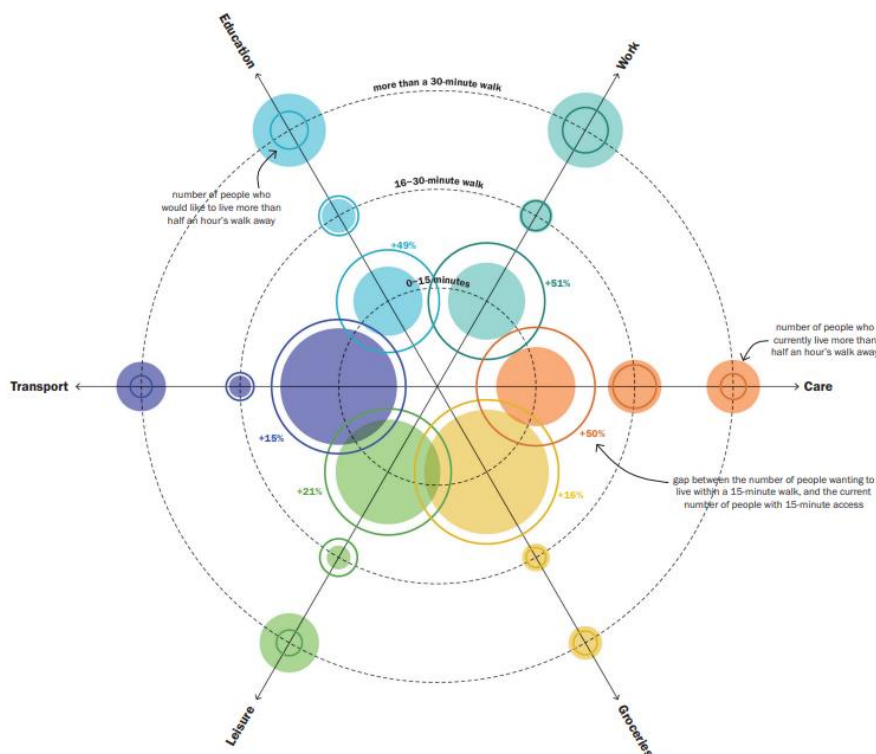 Education
Work
more than a 30-minute walk
16–30-minute walk
number of people who
would like to live more than
half an hour's walk away
+49%
0–15 minutes
+51%
number of people who
currently live more than
half an hour's walk away
Transport
Care
+15%
+50%
+21%
+16%
gap between the number of people wanting to
live within a 15-minute walk, and the current
number of people with 15-minute access
Leisure
Groceries